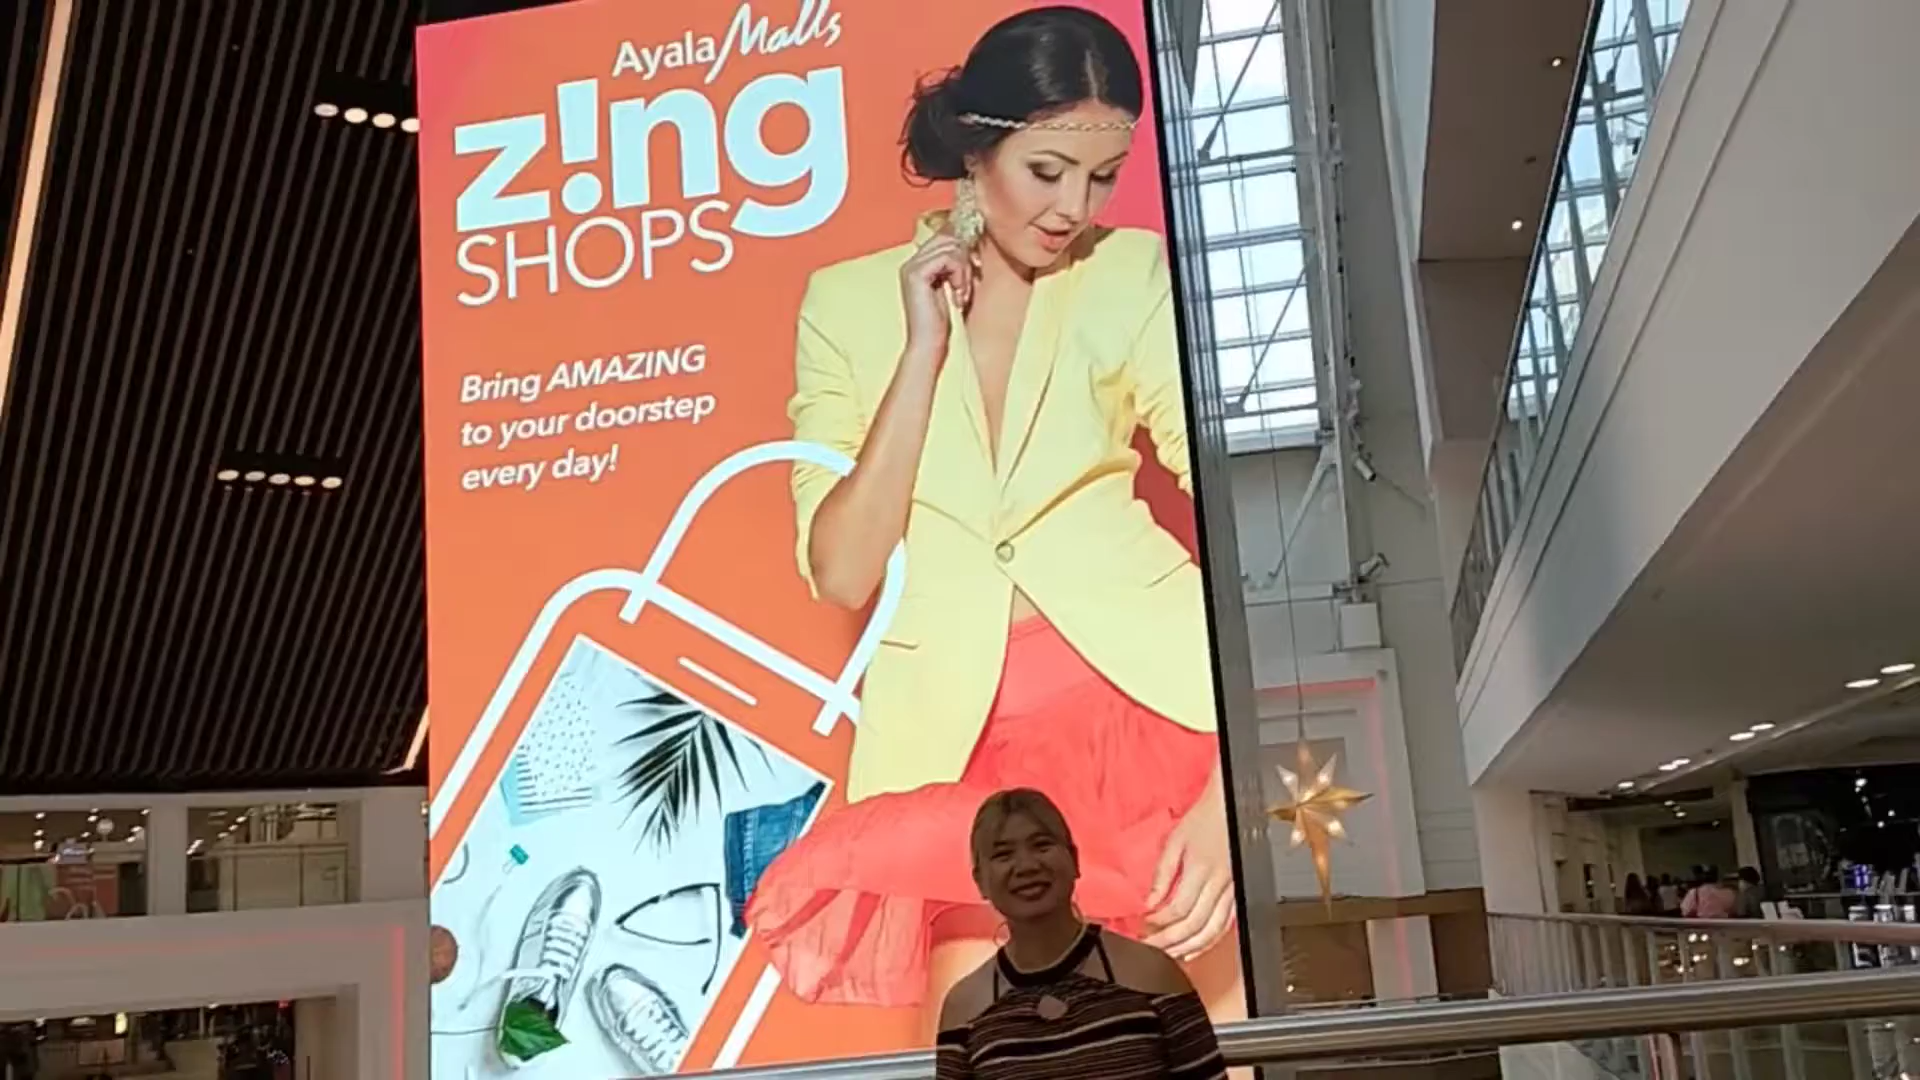 Ayala Malls
z!ng
SHOPS
Bring AMAZING
to your doorstep
every day!